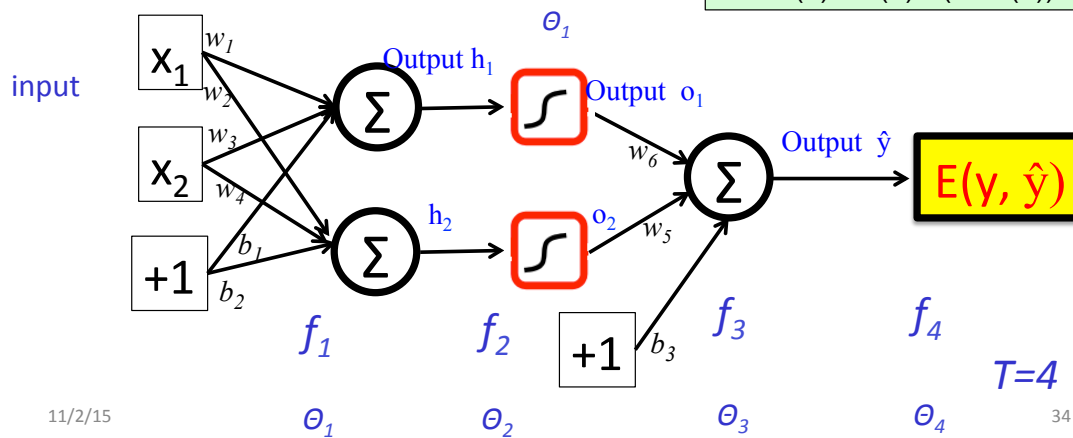 Θ₁
x₁
w₁
Output h₁
input
w₂
Σ
Output o₁
w₃
w₆
Output ŷ
x₂
w₄
Σ
E(y, ŷ)
h₂
o₂
w₅
b₁
Σ
+1
b₂
f₁
f₂
+1
b₃
f₃
f₄
T=4
11/2/15
Θ₁
Θ₂
Θ₃
Θ₄
34